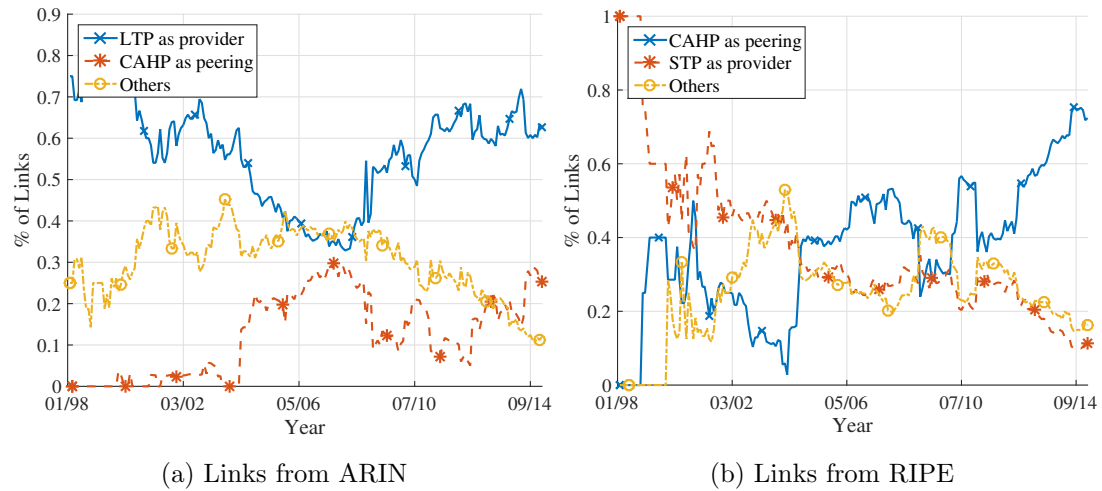 0.9
0.8
0.7
0.6
0.5
0.4
0.3
0.2
0.1
0
% of Links
LTP as provider
CAHP as peering
Others
01/98 03/02 05/06 07/10 09/14
Year
(a) Links from ARIN
1
0.8
0.6
0.4
0.2
0
% of Links
CAHP as peering
STP as provider
Others
01/98 03/02 05/06 07/10 09/14
Year
(b) Links from RIPE